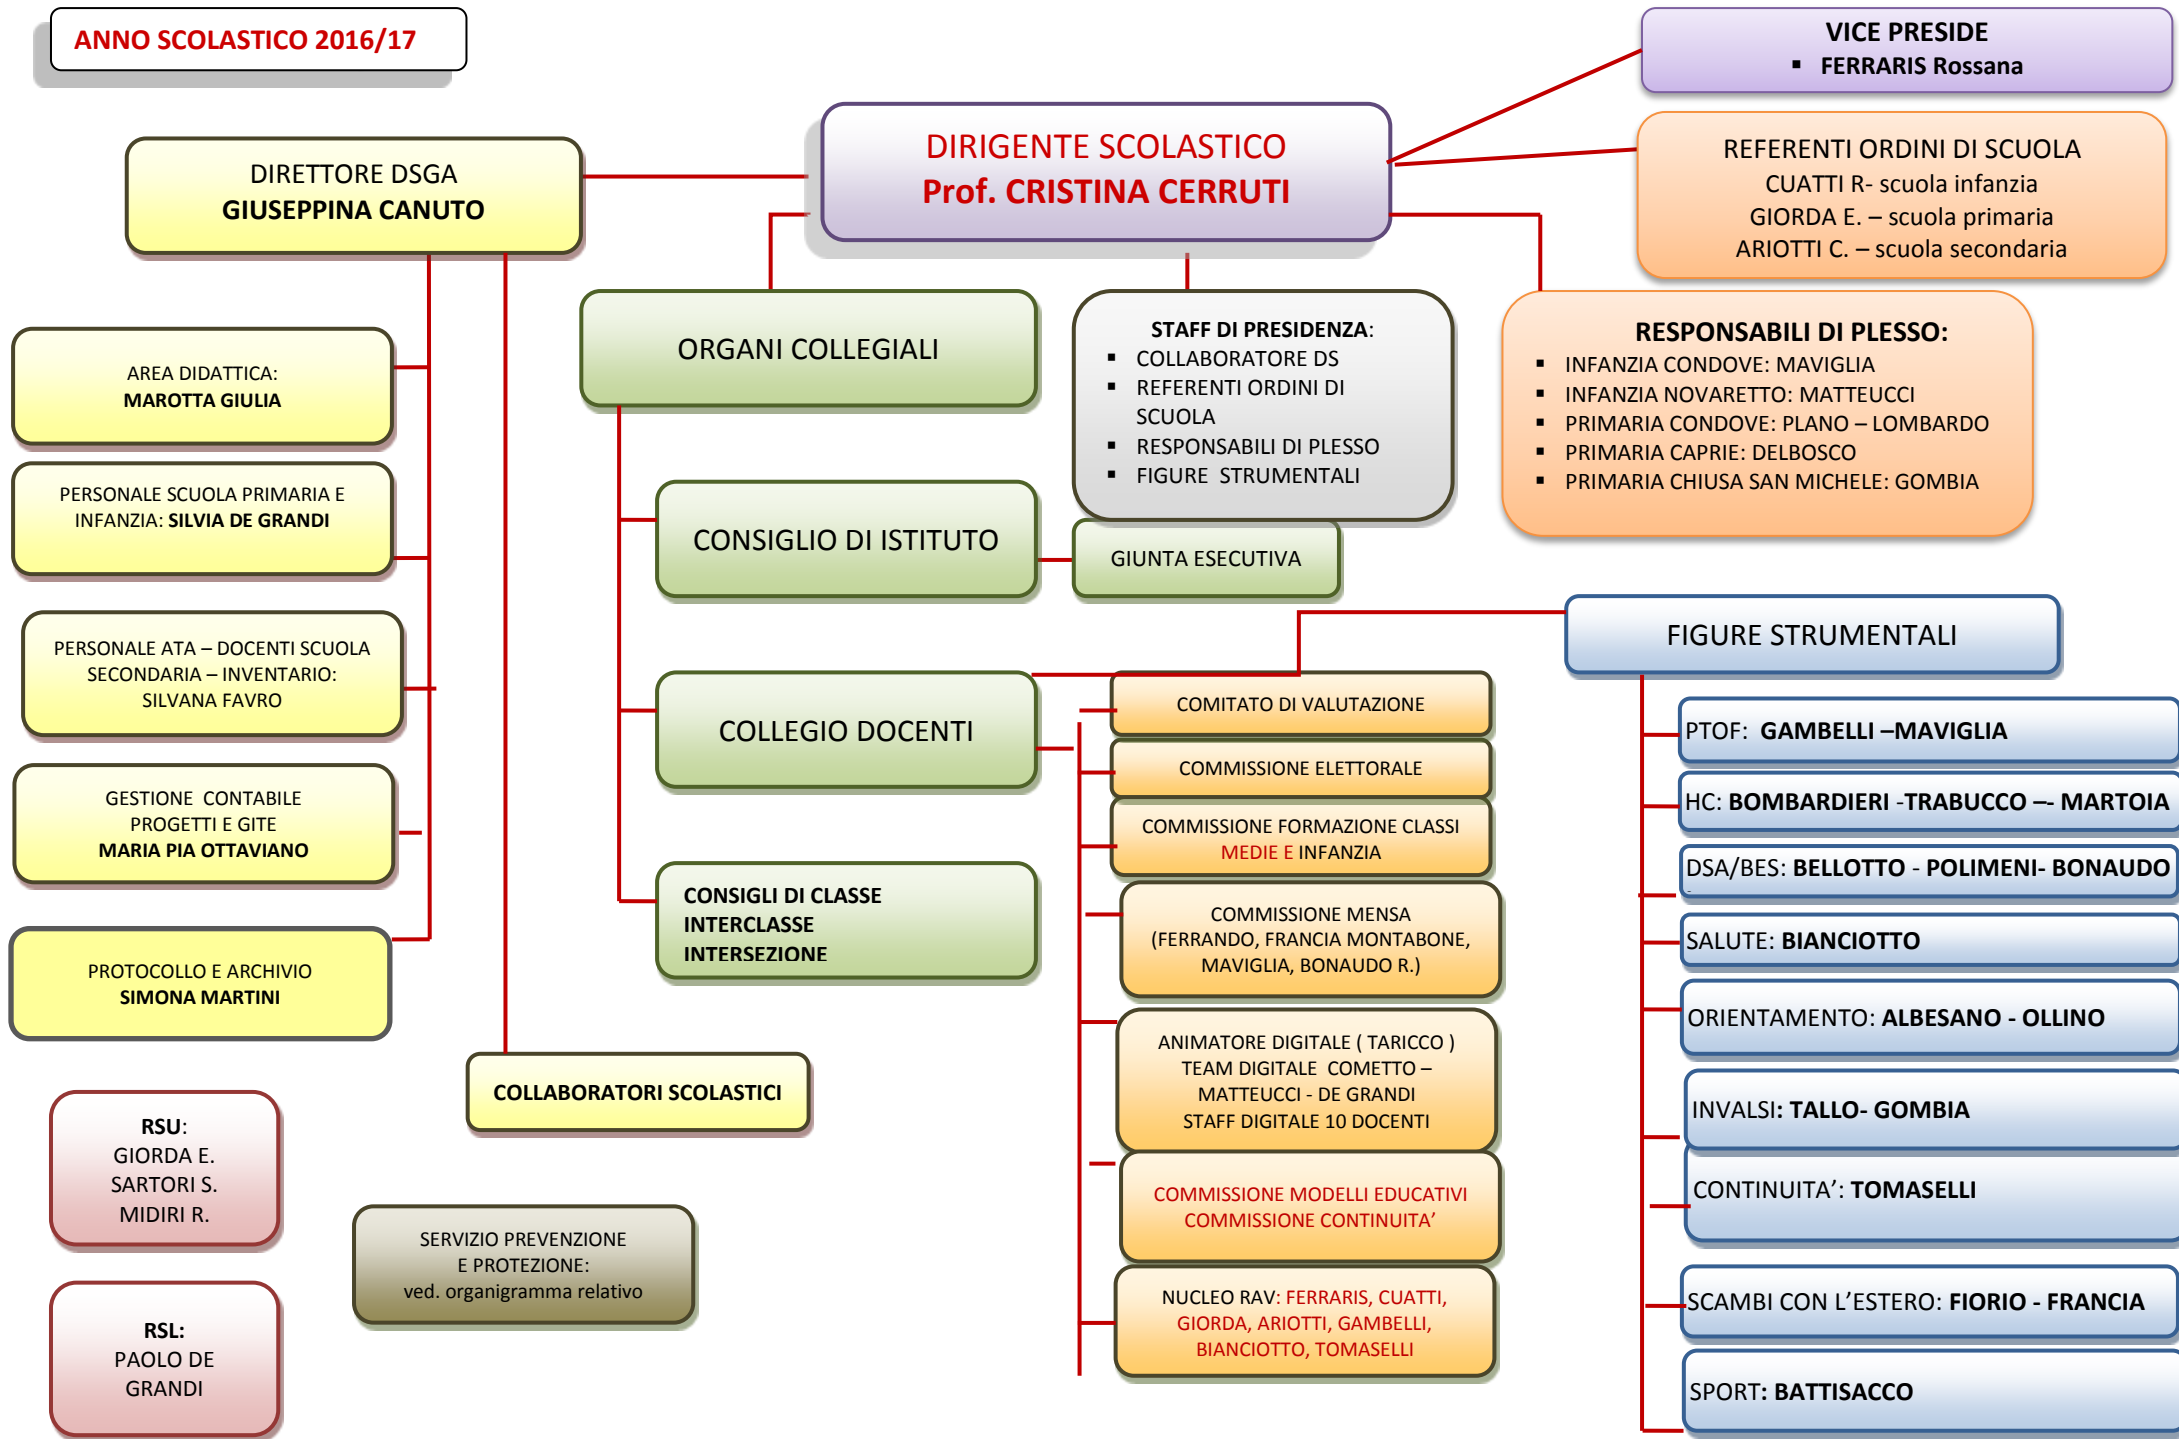 ANNO SCOLASTICO 2016/17
VICE PRESIDE
▪ FERRARIS Rossana
DIRIGENTE SCOLASTICO
Prof. CRISTINA CERRUTI
DIRETTORE DSGA
GIUSEPPINA CANUTO
REFERENTI ORDINI DI SCUOLA
CUATTI R- scuola infanzia
GIORDA E. – scuola primaria
ARIOTTI C. – scuola secondaria
ORGANI COLLEGIALI
STAFF DI PRESIDENZA:
▪ COLLABORATORE DS
▪ REFERENTI ORDINI DI
SCUOLA
▪ RESPONSABILI DI PLESSO
▪ FIGURE STRUMENTALI
RESPONSABILI DI PLESSO:
▪ INFANZIA CONDOVE: MAVIGLIA
▪ INFANZIA NOVARETTO: MATTEUCCI
▪ PRIMARIA CONDOVE: PLANO – LOMBARDO
▪ PRIMARIA CAPRIE: DELBOSCO
▪ PRIMARIA CHIUSA SAN MICHELE: GOMBIA
AREA DIDATTICA:
MAROTTA GIULIA
PERSONALE SCUOLA PRIMARIA E
INFANZIA: SILVIA DE GRANDI
PERSONALE ATA – DOCENTI SCUOLA
SECONDARIA – INVENTARIO:
SILVANA FAVRO
GESTIONE CONTABILE
PROGETTI E GITE
MARIA PIA OTTAVIANO
PROTOCOLLO E ARCHIVIO
SIMONA MARTINI
CONSIGLIO DI ISTITUTO
GIUNTA ESECUTIVA
COLLEGIO DOCENTI
CONSIGLI DI CLASSE
INTERCLASSE
INTERSEZIONE
COLLABORATORI SCOLASTICI
RSU:
GIORDA E.
SARTORI S.
MIDIRI R.
RSL:
PAOLO DE
GRANDI
SERVIZIO PREVENZIONE
E PROTEZIONE:
ved. organigramma relativo
COMITATO DI VALUTAZIONE
COMMISSIONE ELETTORALE
COMMISSIONE FORMAZIONE CLASSI
MEDIE E INFANZIA
COMMISSIONE MENSA
(FERRANDO, FRANCIA MONTABONE,
MAVIGLIA, BONAUDO R.)
ANIMATORE DIGITALE ( TARICCO )
TEAM DIGITALE COMETTO –
MATTEUCCI - DE GRANDI
STAFF DIGITALE 10 DOCENTI
COMMISSIONE MODELLI EDUCATIVI
COMMISSIONE CONTINUITA’
NUCLEO RAV: FERRARIS, CUATTI,
GIORDA, ARIOTTI, GAMBELLI,
BIANCIOTTO, TOMASELLI
FIGURE STRUMENTALI
PTOF: GAMBELLI –MAVIGLIA
HC: BOMBARDIERI -TRABUCCO –- MARTOIA
DSA/BES: BELLOTTO - POLIMENI- BONAUDO
SALUTE: BIANCIOTTO
ORIENTAMENTO: ALBESANO - OLLINO
INVALSI: TALLO- GOMBIA
CONTINUITA’: TOMASELLI
SCAMBI CON L’ESTERO: FIORIO - FRANCIA
SPORT: BATTISACCO